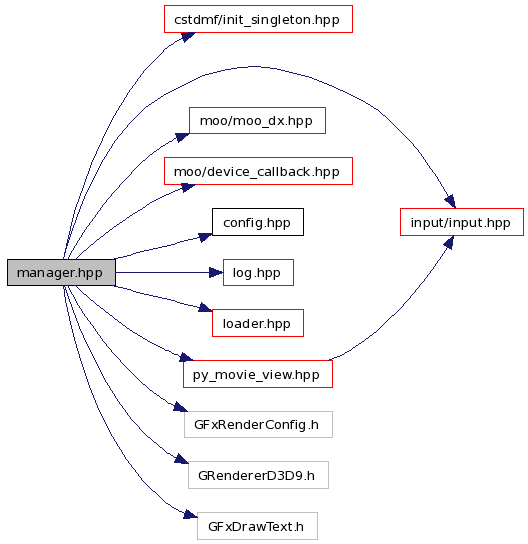 cstdmf/init_singleton.hpp
moo/moo_dx.hpp
moo/device_callback.hpp
config.hpp
input/input.hpp
manager.hpp
log.hpp
loader.hpp
py_movie_view.hpp
GFxRenderConfig.h
GRendererD3D9.h
GFxDrawText.h